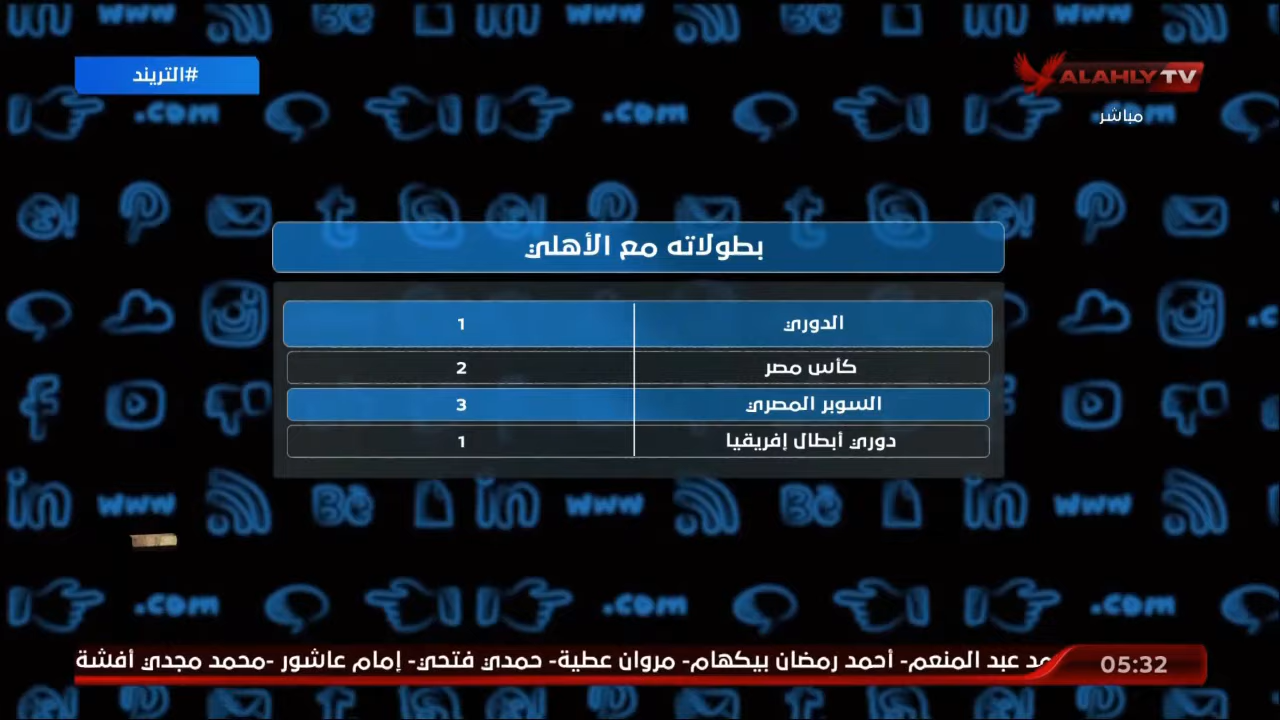 #التريند
ALAHLY TV
مباشر
بطولاته مع الأهلي
الدوري 1
كأس مصر 2
السوبر المصري 3
دوري أبطال إفريقيا 1
عبد المنعم- أحمد رمضان بيكهام- مروان عطية- حمدي فتحي- إمام عاشور -محمد مجدي أفشة
05:32